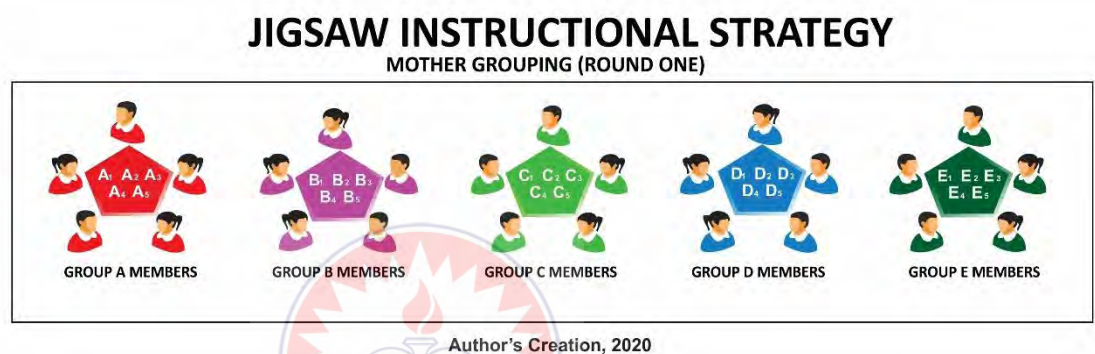 JIGSAW INSTRUCTIONAL STRATEGY
MOTHER GROUPING (ROUND ONE)
A1 A2 A3
A4 A5
B1 B2 B3
B4 B5
C1 C2 C3
C4 C5
D1 D2 D3
D4 D5
E1 E2 E3
E4 E5
GROUP A MEMBERS
GROUP B MEMBERS
GROUP C MEMBERS
GROUP D MEMBERS
GROUP E MEMBERS
Author's Creation, 2020